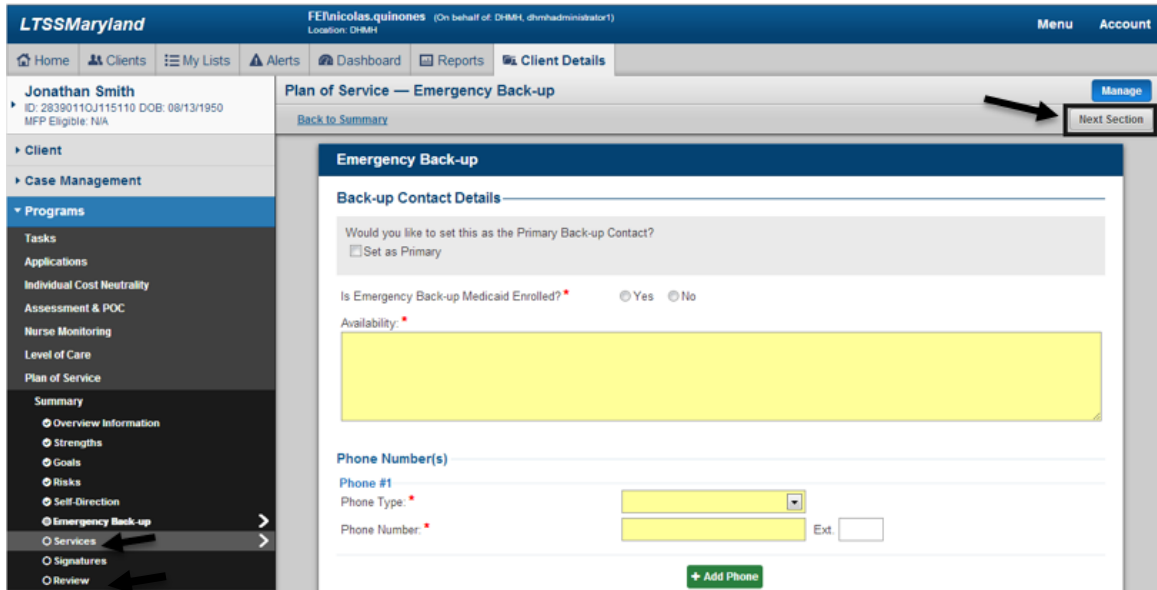 LTSSMaryland
FEI\nicolas.quinones (On behalf of: DHMH, dhmhadministrator1)
Location: DHMH
Menu Account
Home Clients My Lists Alerts Dashboard Reports Client Details
Jonathan Smith
ID: 2839011OJ115110 DOB: 08/13/1950
MFP Eligible: N/A
Plan of Service — Emergency Back-up
Manage
Back to Summary
Next Section
Client
Case Management
Programs
Tasks
Applications
Individual Cost Neutrality
Assessment & POC
Nurse Monitoring
Level of Care
Plan of Service
Summary
Overview Information
Strengths
Goals
Risks
Self-Direction
Emergency Back-up
Services
Signatures
Review
Emergency Back-up
Back-up Contact Details
Would you like to set this as the Primary Back-up Contact?
Set as Primary
Is Emergency Back-up Medicaid Enrolled?* Yes No
Availability:*
Phone Number(s)
Phone #1
Phone Type:*
Phone Number:* Ext.
+ Add Phone